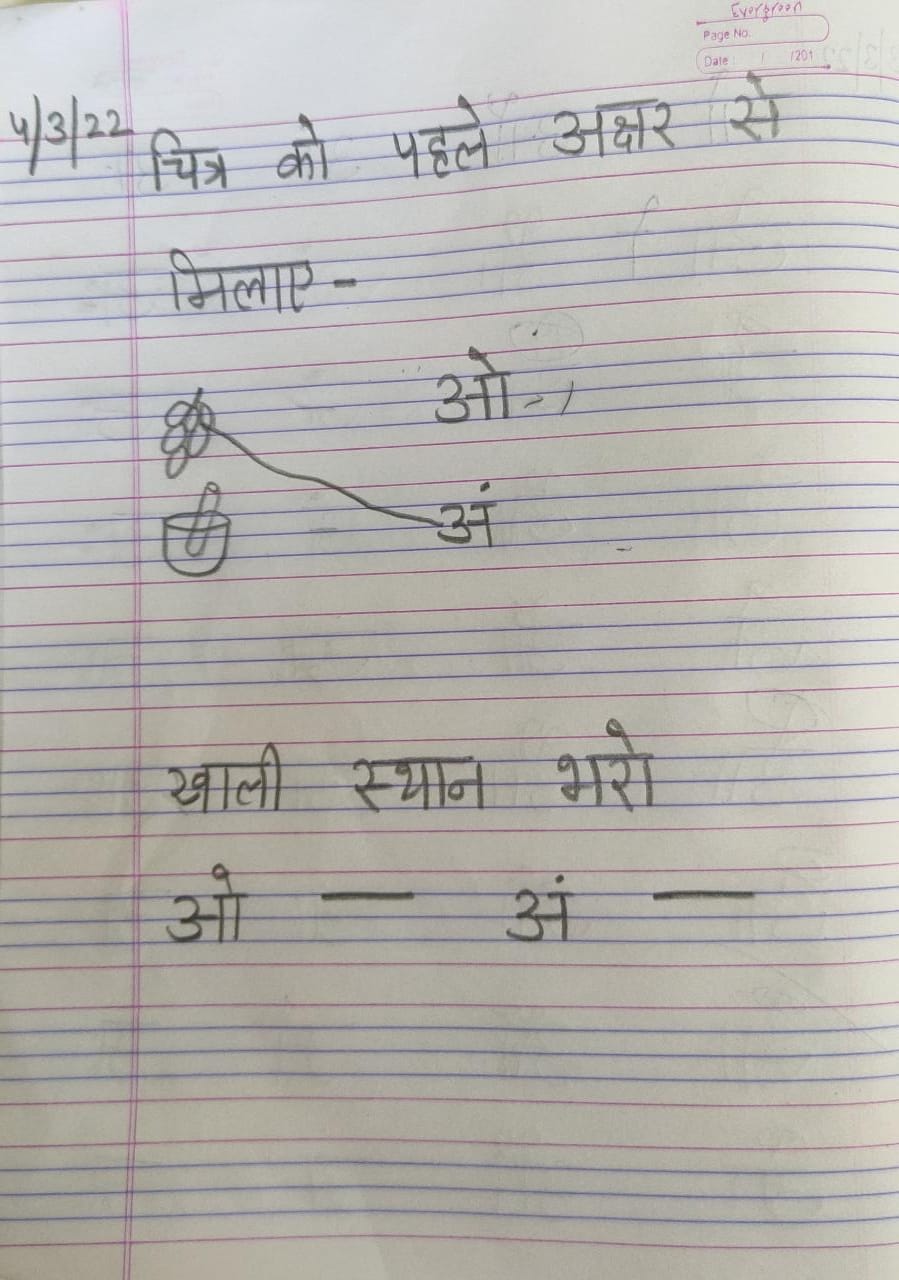 Evergreen
Page No.
Date / /201
4/3/22 चित्र को पहले अक्षर से
मिलाए -
ओ -
अं
खाली स्थान भरो
ओ — अं —